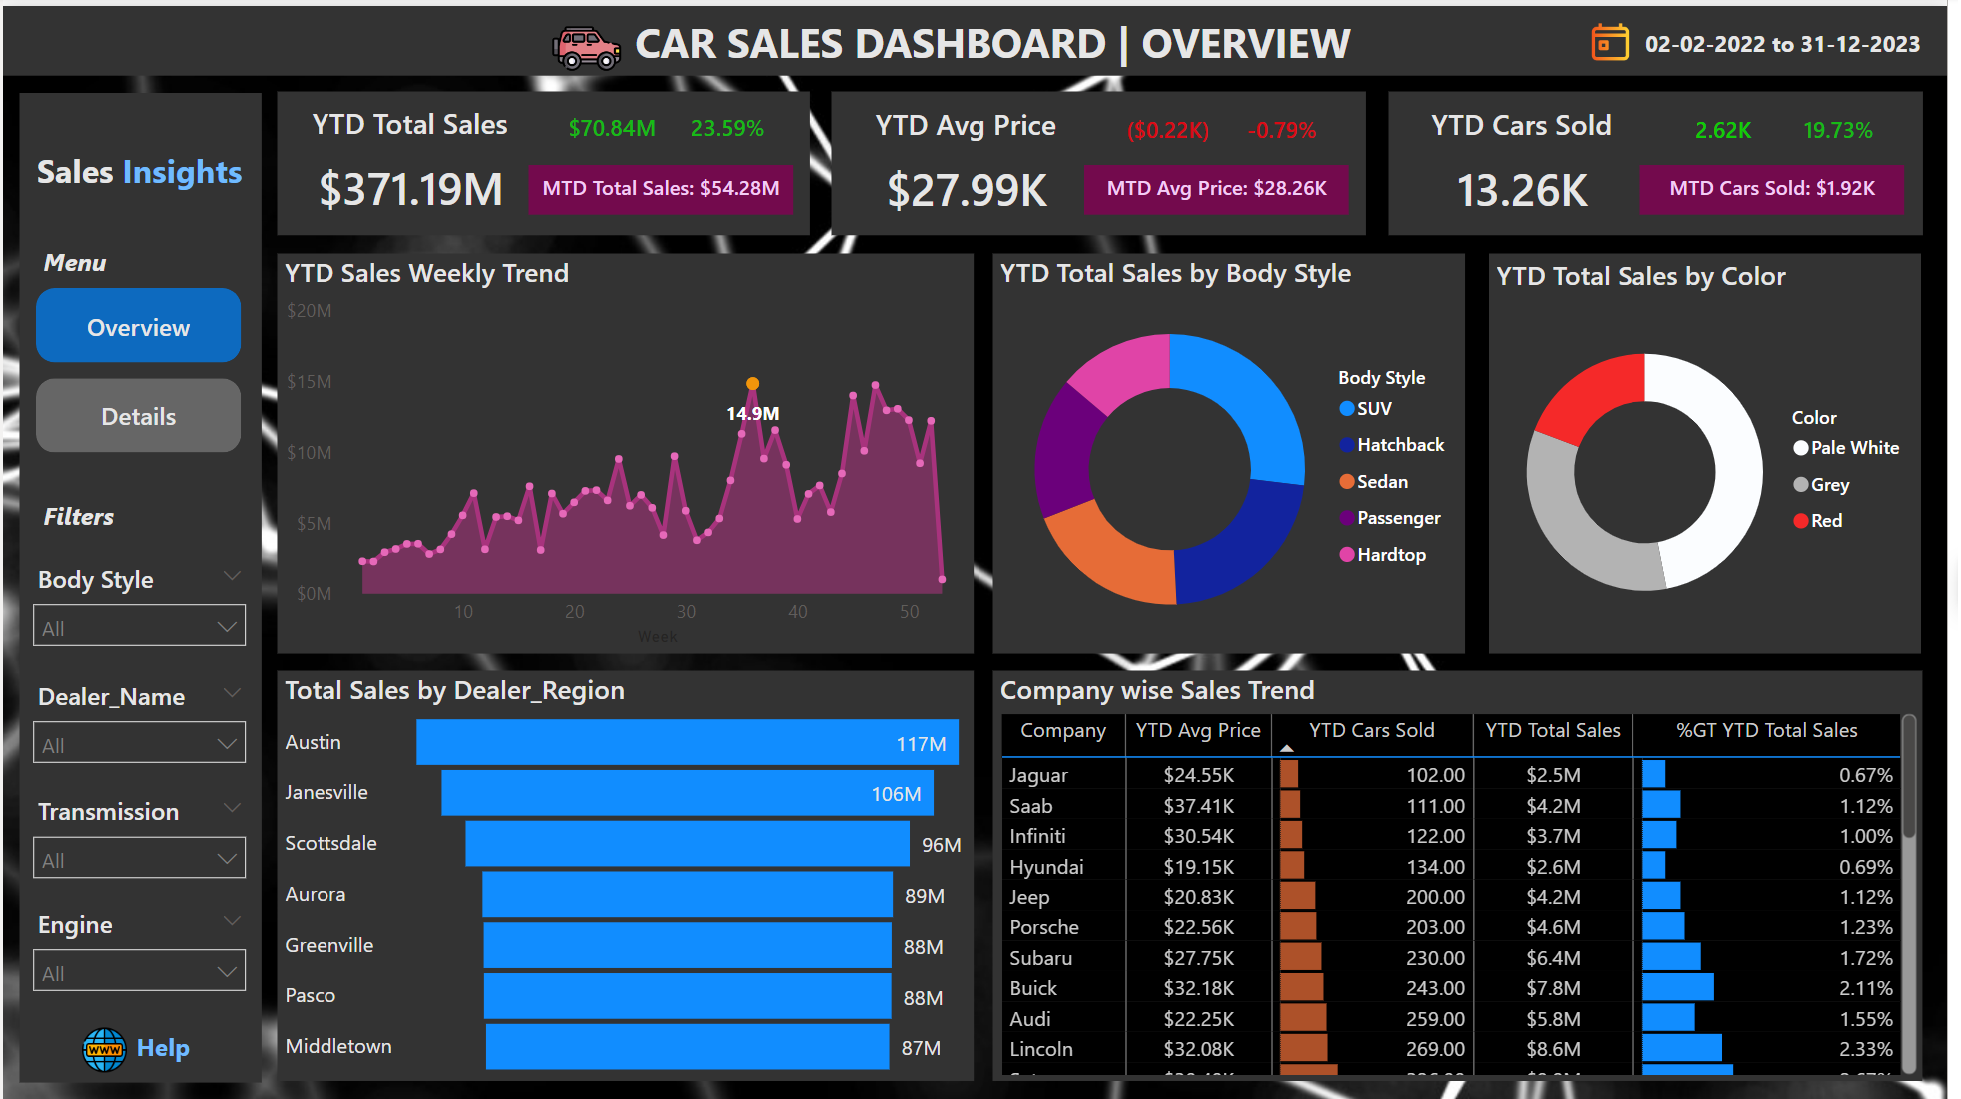 CAR SALES DASHBOARD | OVERVIEW
02-02-2022 to 31-12-2023
Sales Insights
Menu
Overview
Details
Filters
Body Style
All
Dealer_Name
All
Transmission
All
Engine
All
www
Help
YTD Total Sales
$70.84M 23.59%
$371.19M
MTD Total Sales: $54.28M
YTD Avg Price
($0.22K) -0.79%
$27.99K
MTD Avg Price: $28.26K
YTD Cars Sold
2.62K 19.73%
13.26K
MTD Cars Sold: $1.92K
YTD Sales Weekly Trend
$20M
$15M
$10M
$5M
$0M
14.9M
10 20 30 40 50
Week
YTD Total Sales by Body Style
Body Style
SUV
Hatchback
Sedan
Passenger
Hardtop
YTD Total Sales by Color
Color
Pale White
Grey
Red
Total Sales by Dealer_Region
Austin 117M
Janesville 106M
Scottsdale 96M
Aurora 89M
Greenville 88M
Pasco 88M
Middletown 87M
Company wise Sales Trend
Company YTD Avg Price YTD Cars Sold YTD Total Sales %GT YTD Total Sales
Jaguar $24.55K 102.00 $2.5M 0.67%
Saab $37.41K 111.00 $4.2M 1.12%
Infiniti $30.54K 122.00 $3.7M 1.00%
Hyundai $19.15K 134.00 $2.6M 0.69%
Jeep $20.83K 200.00 $4.2M 1.12%
Porsche $22.56K 203.00 $4.6M 1.23%
Subaru $27.75K 230.00 $6.4M 1.72%
Buick $32.18K 243.00 $7.8M 2.11%
Audi $22.25K 259.00 $5.8M 1.55%
Lincoln $32.08K 269.00 $8.6M 2.33%